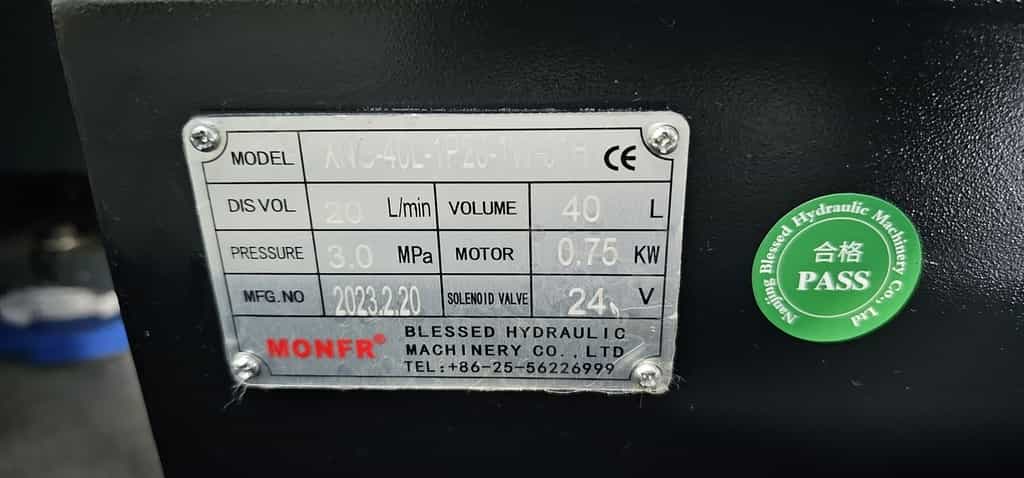 MODEL CE
DIS VOL 20 L/min VOLUME 40 L
PRESSURE 3.0 MPa MOTOR 0.75 KW
MFG.NO 2023.2.20 SOLENOID VALVE 24 V
MONFR®
BLESSED HYDRAULIC
MACHINERY CO.,LTD
TEL:+86-25-56226999
Nanjing Blessed Hydraulic Machinery Co., Ltd
合格
PASS